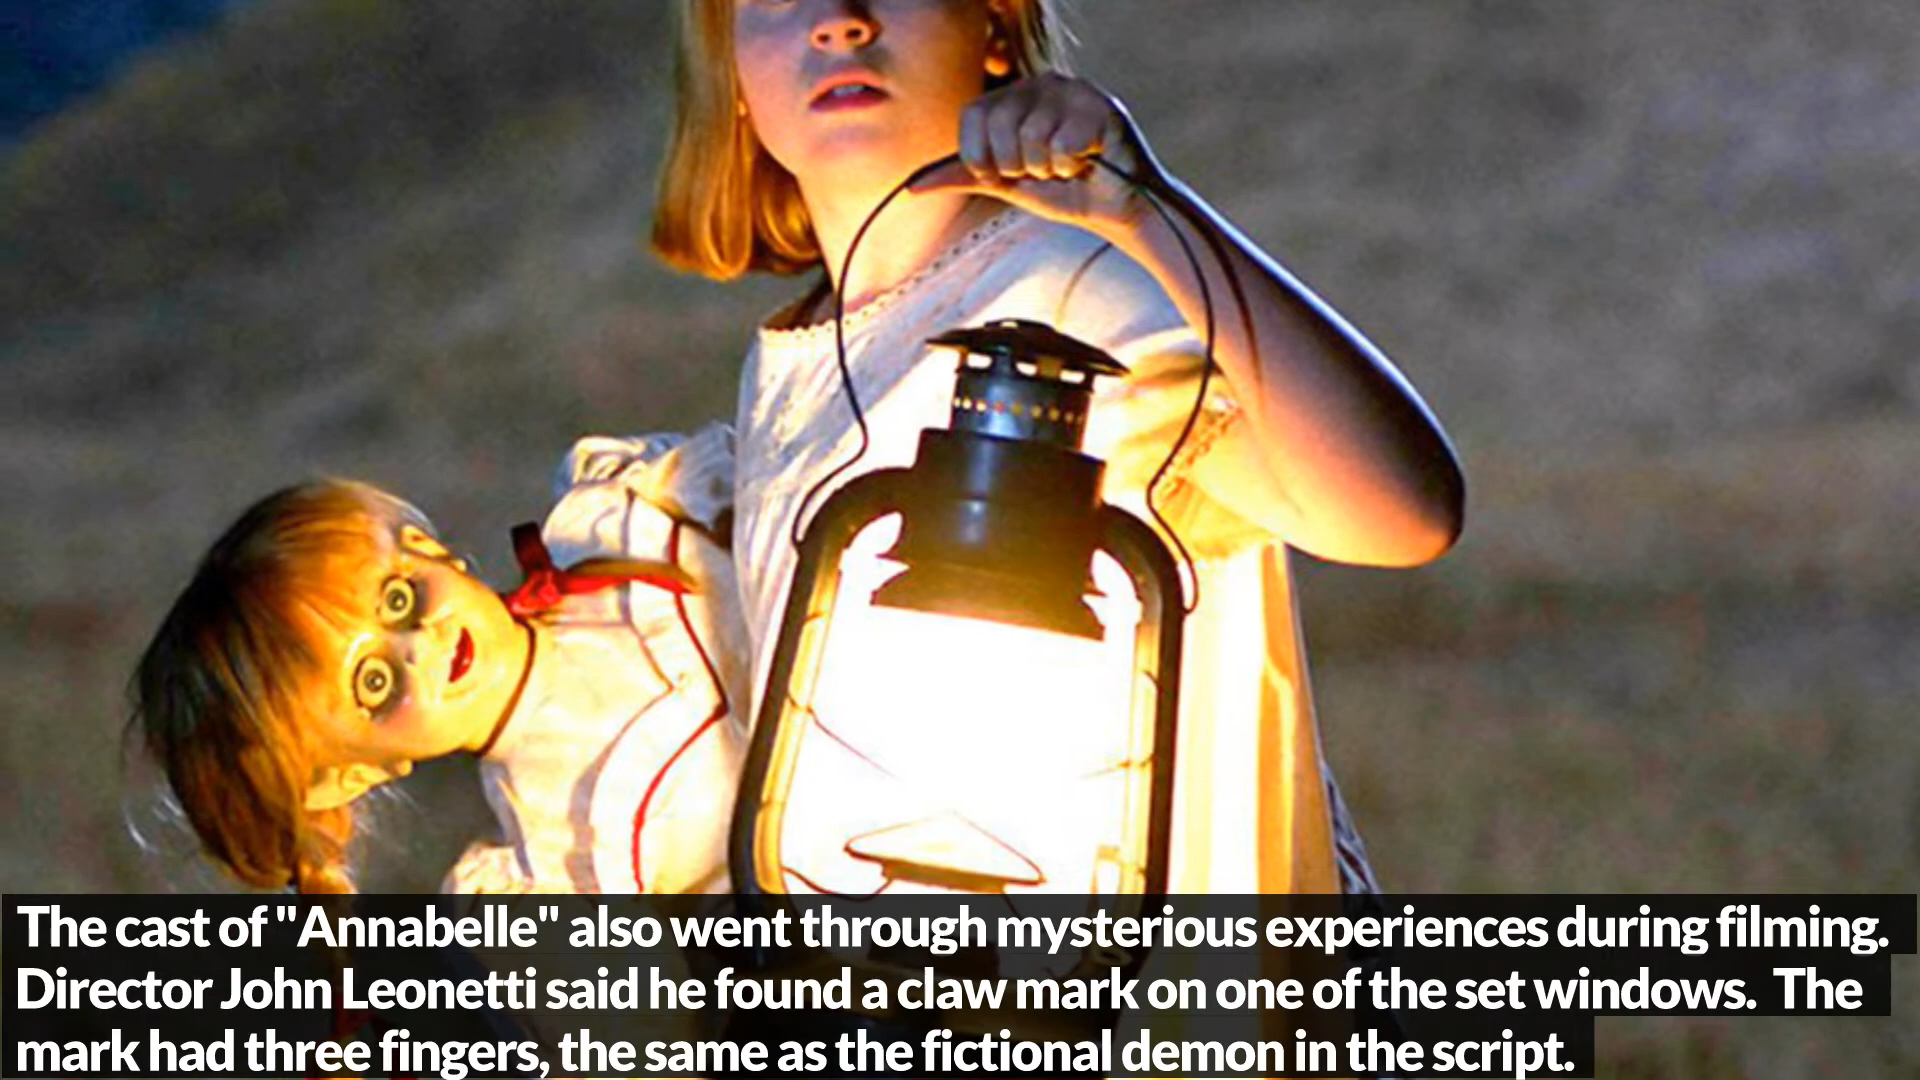 The cast of "Annabelle" also went through mysterious experiences during filming.
Director John Leonetti said he found a claw mark on one of the set windows.  The
mark had three fingers, the same as the fictional demon in the script.